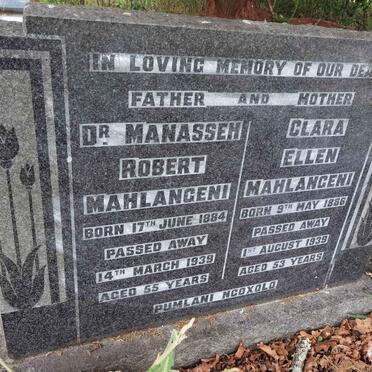 IN LOVING MEMORY OF OUR DEA
FATHER AND MOTHER
DR MANASSEH
ROBERT
MAHLANGENI
BORN 17TH JUNE 1884
PASSED AWAY
14TH MARCH 1939
AGED 55 YEARS
CLARA
ELLEN
MAHLANGENI
BORN 9TH MAY 1886
PASSED AWAY
1ST AUGUST 1939
AGED 53 YEARS
PUMLANI NGOXOLO